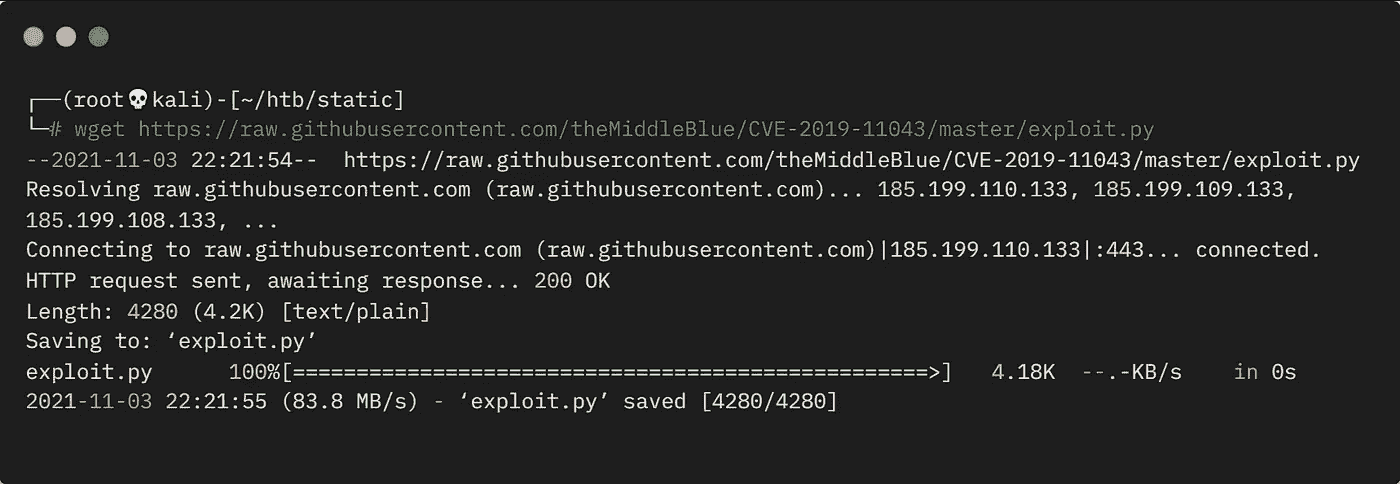 ┌──(root💀kali)-[~/htb/static]
└─# wget https://raw.githubusercontent.com/theMiddleBlue/CVE-2019-11043/master/exploit.py
--2021-11-03 22:21:54--  https://raw.githubusercontent.com/theMiddleBlue/CVE-2019-11043/master/exploit.py
Resolving raw.githubusercontent.com (raw.githubusercontent.com)... 185.199.110.133, 185.199.109.133,
185.199.108.133, ...
Connecting to raw.githubusercontent.com (raw.githubusercontent.com)|185.199.110.133|:443... connected.
HTTP request sent, awaiting response... 200 OK
Length: 4280 (4.2K) [text/plain]
Saving to: ‘exploit.py’
exploit.py      100%[==================================================>]   4.18K  --.-KB/s    in 0s
2021-11-03 22:21:55 (83.8 MB/s) - ‘exploit.py’ saved [4280/4280]